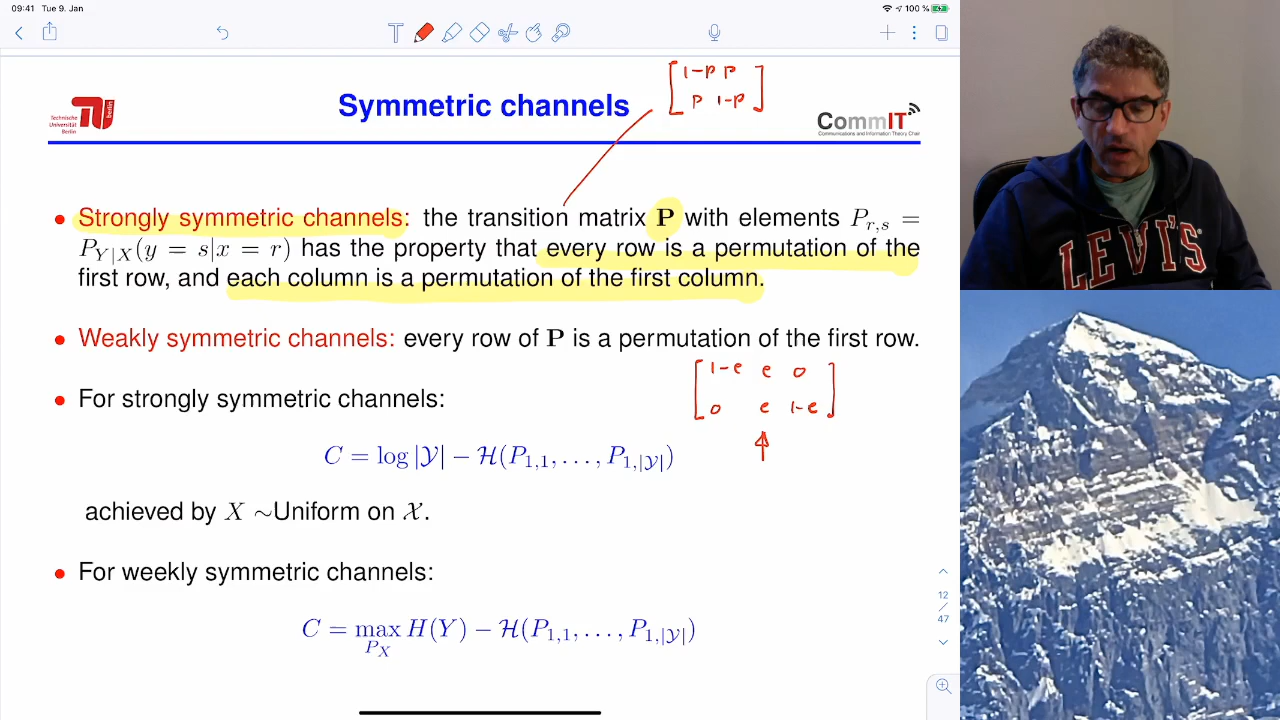 09:41 Tue 9. Jan
100 %
[1-p p
p 1-p]
Technische
Universität
Berlin
Symmetric channels
CommIT
Communications and Information Theory Chair
• Strongly symmetric channels: the transition matrix P with elements P_{r,s} =
P_{Y|X}(y = s|x = r) has the property that every row is a permutation of the
first row, and each column is a permutation of the first column.
• Weakly symmetric channels: every row of P is a permutation of the first row.
[1-e e 0
0 e 1-e]
• For strongly symmetric channels:
C = log |𝒴| − ℋ(P_{1,1}, . . . , P_{1,|𝒴|})
achieved by X ∼Uniform on 𝒳.
• For weekly symmetric channels:
C = max_{P_X} H(Y) − ℋ(P_{1,1}, . . . , P_{1,|𝒴|})
12
/
47
LEVI'S